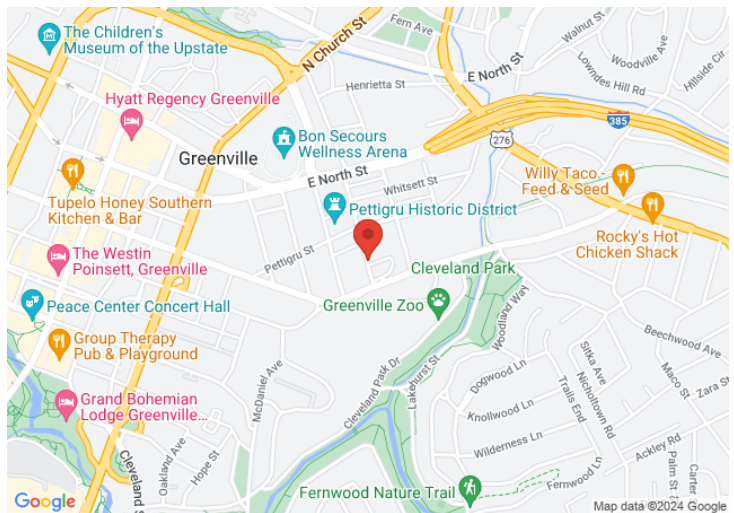 The Children's
Museum of the Upstate
N Church St
Fern Ave
Walnut St
Woodville Ave
E North St
Lowndes Hill Rd
Hillside Cir
Henrietta St
Hyatt Regency Greenville
385
276
Bon Secours
Wellness Arena
Greenville
E North St
Whitsett St
Willy Taco
Feed & Seed
Tupelo Honey Southern
Kitchen & Bar
Pettigru Historic District
Rocky's Hot
Chicken Shack
Pettigru St
The Westin
Poinsett, Greenville
Cleveland Park
Greenville Zoo
Woodland Way
Peace Center Concert Hall
Beechwood Ave
Group Therapy
Pub & Playground
McDaniel Ave
Cleveland Park Dr
Lakehurst St
Dogwood Ln
Sitka Ave
Trails End
Nicholtown Rd
Maco St
Zara St
Grand Bohemian
Lodge Greenville...
Knollwood Ln
Wilderness Ln
Ackley Rd
Cleveland S
Oakland Ave
Hope St
Fernwood Nature Trail
Fernwood Ln
Palm St
Carter
Google
Map data ©2024 Google